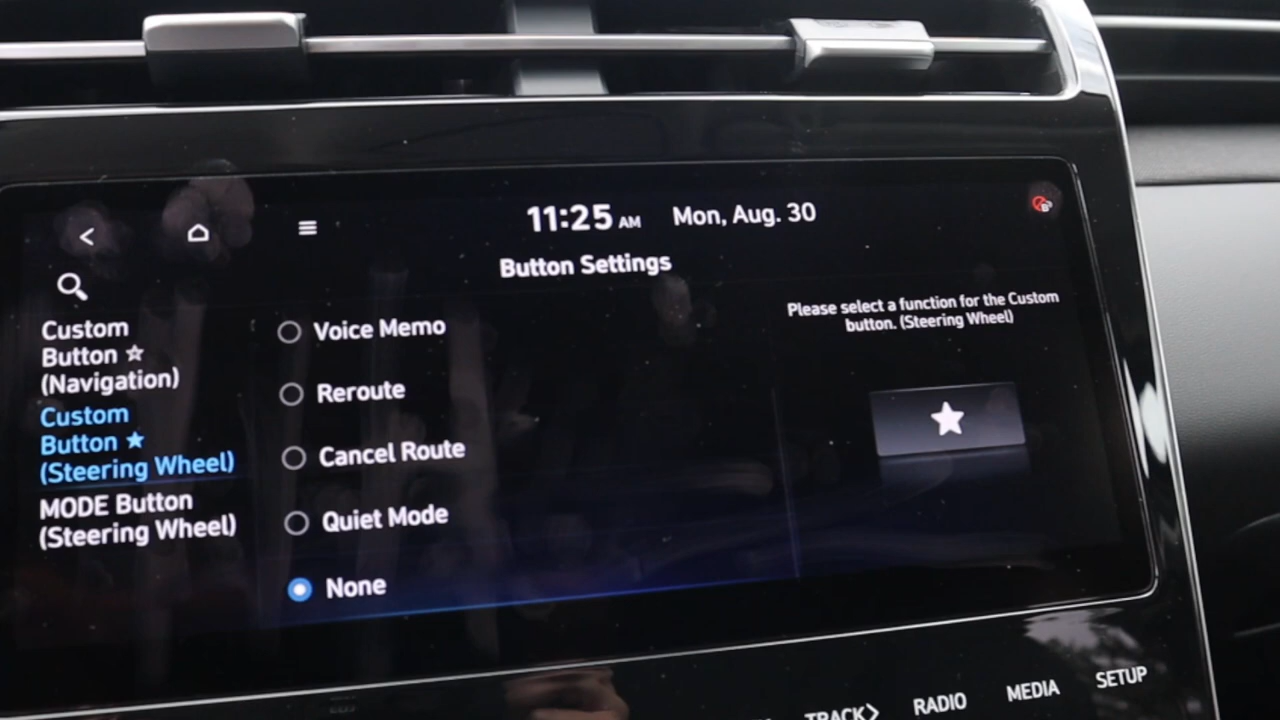 11:25 AM Mon, Aug. 30
Button Settings
Custom
Button ☆
(Navigation)
Custom
Button ★
(Steering Wheel)
MODE Button
(Steering Wheel)
Voice Memo
Reroute
Cancel Route
Quiet Mode
None
Please select a function for the Custom
button. (Steering Wheel)
TRACK> RADIO MEDIA SETUP